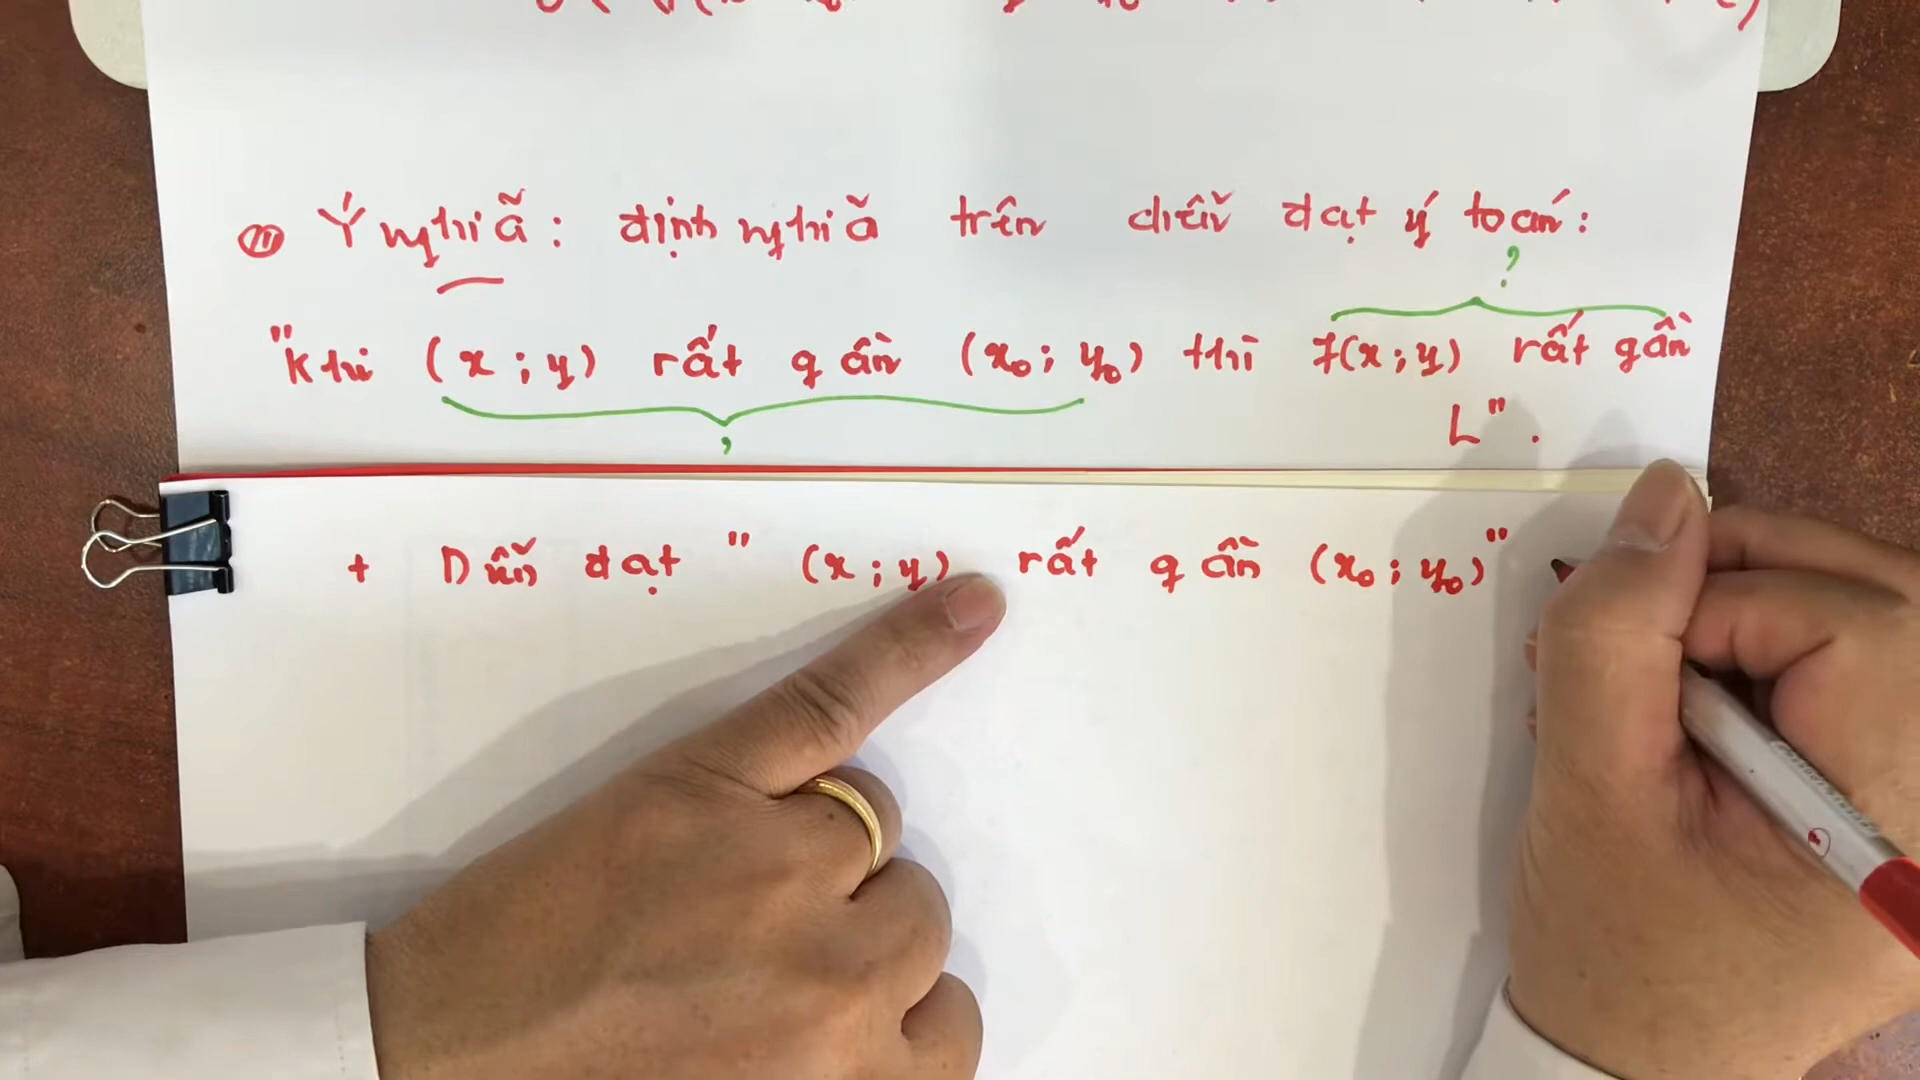 Ý nghĩa: định nghĩa trên diễn đạt ý toán:
?
"Khi (x;y) rất gần (x₀;y₀) thì f(x;y) rất gần
L".
+ Diễn đạt "(x;y) rất gần (x₀;y₀)"